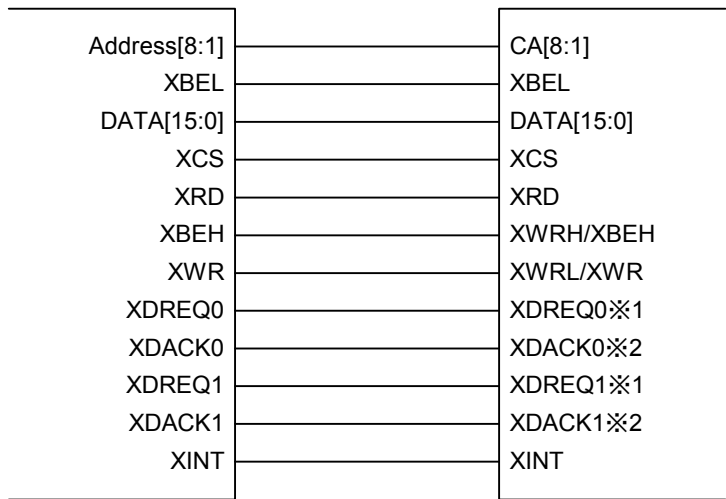 Address[8:1] CA[8:1]
XBEL XBEL
DATA[15:0] DATA[15:0]
XCS XCS
XRD XRD
XBEH XWRH/XBEH
XWR XWRL/XWR
XDREQ0 XDREQ0※1
XDACK0 XDACK0※2
XDREQ1 XDREQ1※1
XDACK1 XDACK1※2
XINT XINT